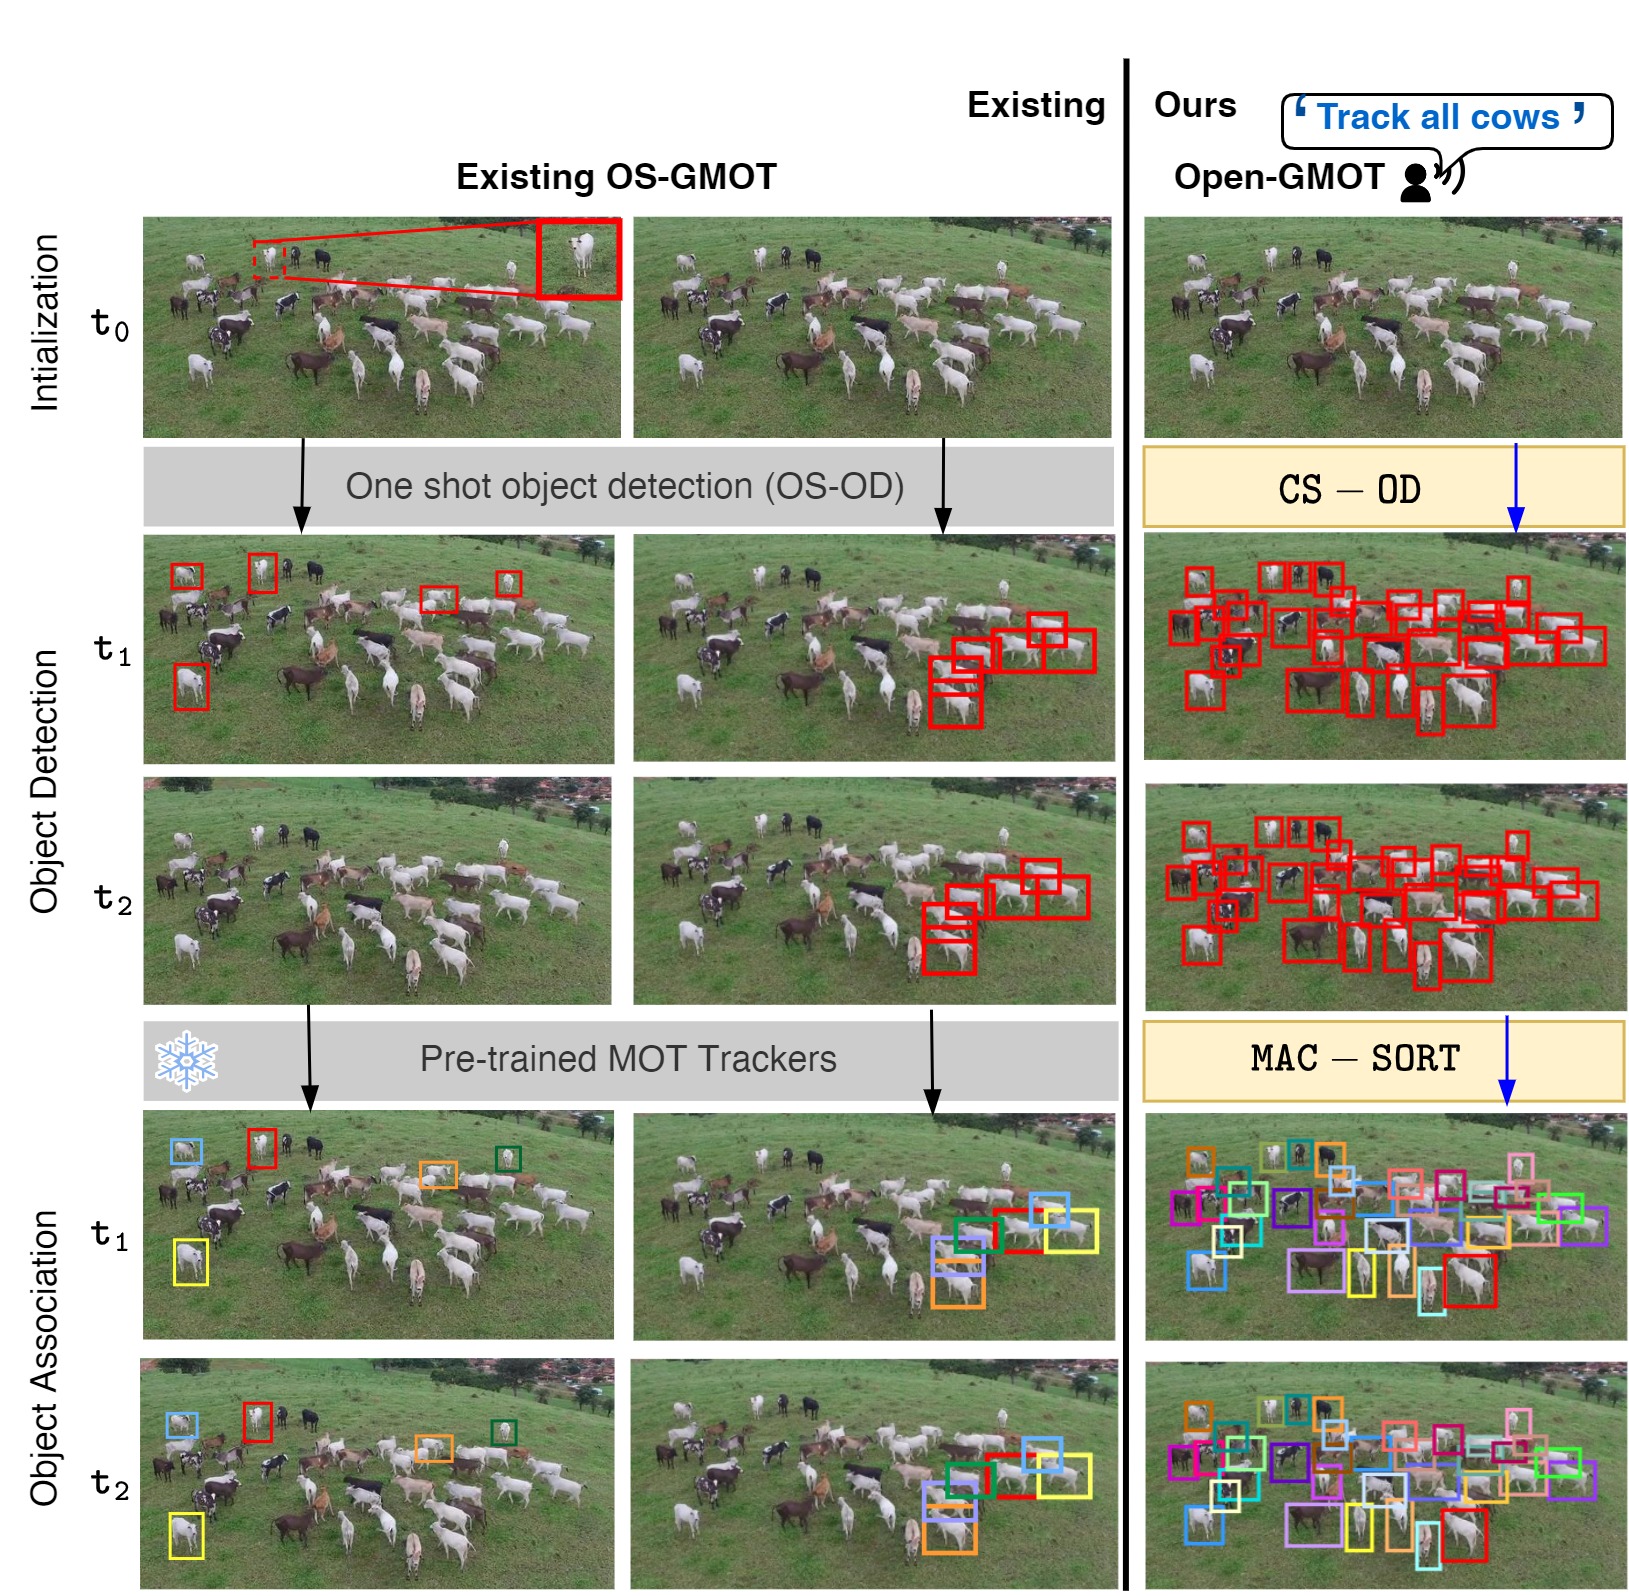 Existing
Ours
‘ Track all cows ’
Existing OS-GMOT
Open-GMOT
Intialization
t0
One shot object detection (OS-OD)
CS – OD
Object Detection
t1
t2
Pre-trained MOT Trackers
MAC – SORT
Object Association
t1
t2